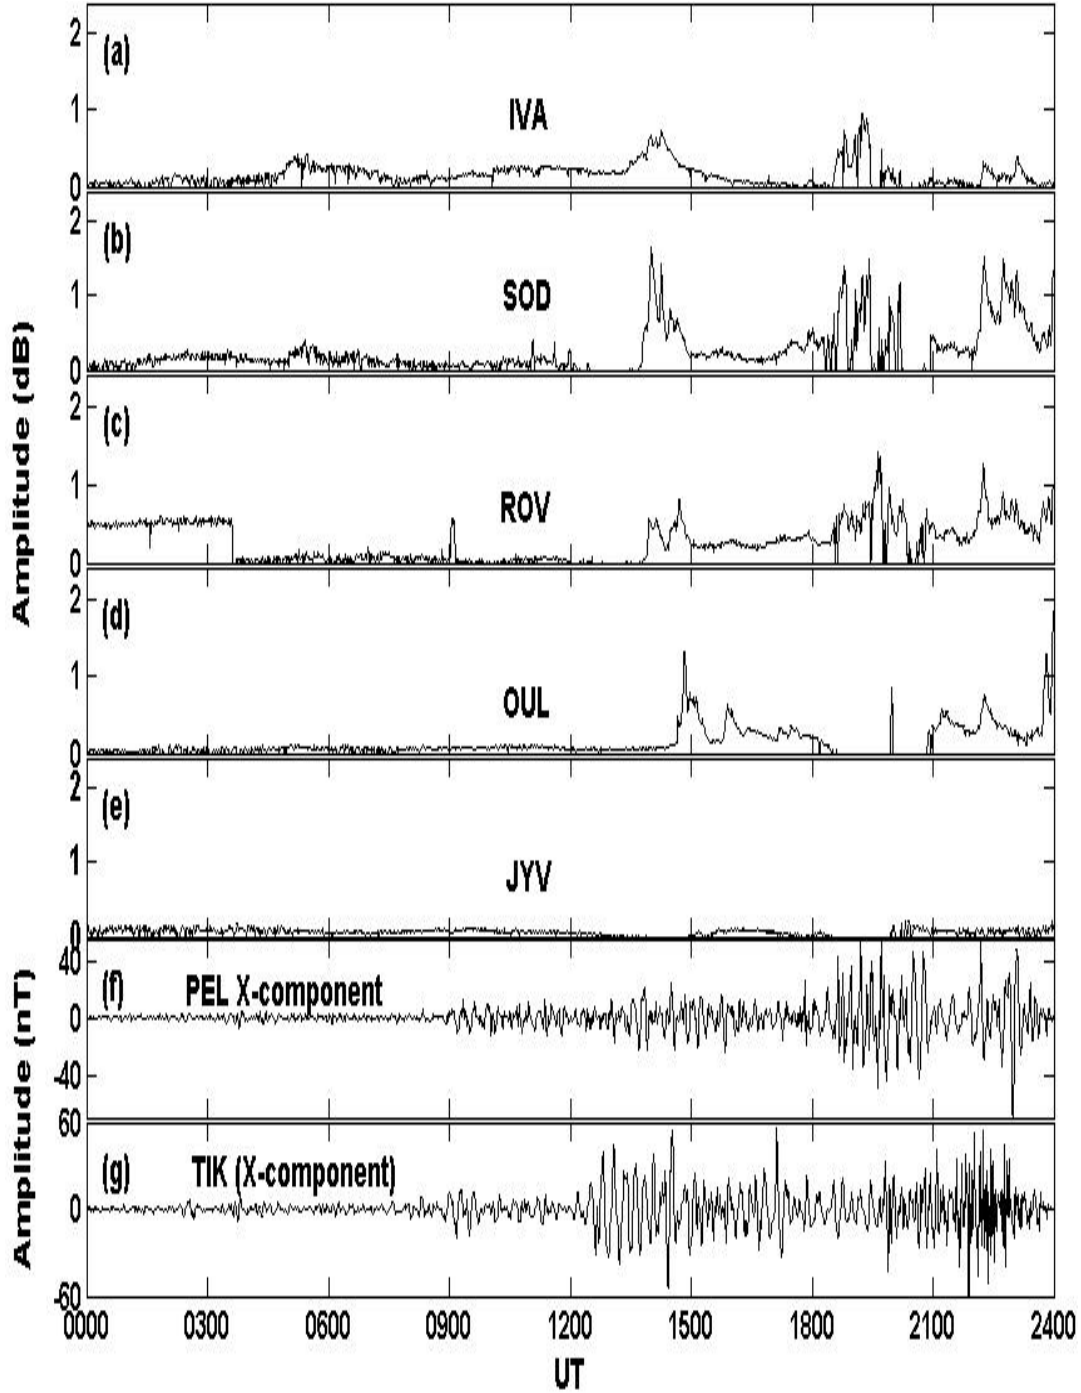 2
(a)
1
IVA
0
2
(b)
1
SOD
0
2
(c)
1
ROV
0
2
(d)
1
OUL
0
2
(e)
1
JYV
0
Amplitude (dB)
40
(f)
PEL X-component
0
-40
60
60
(g)
TIK (X-component)
0
-60
Amplitude (nT)
0000 0300 0600 0900 1200 1500 1800 2100 2400
UT